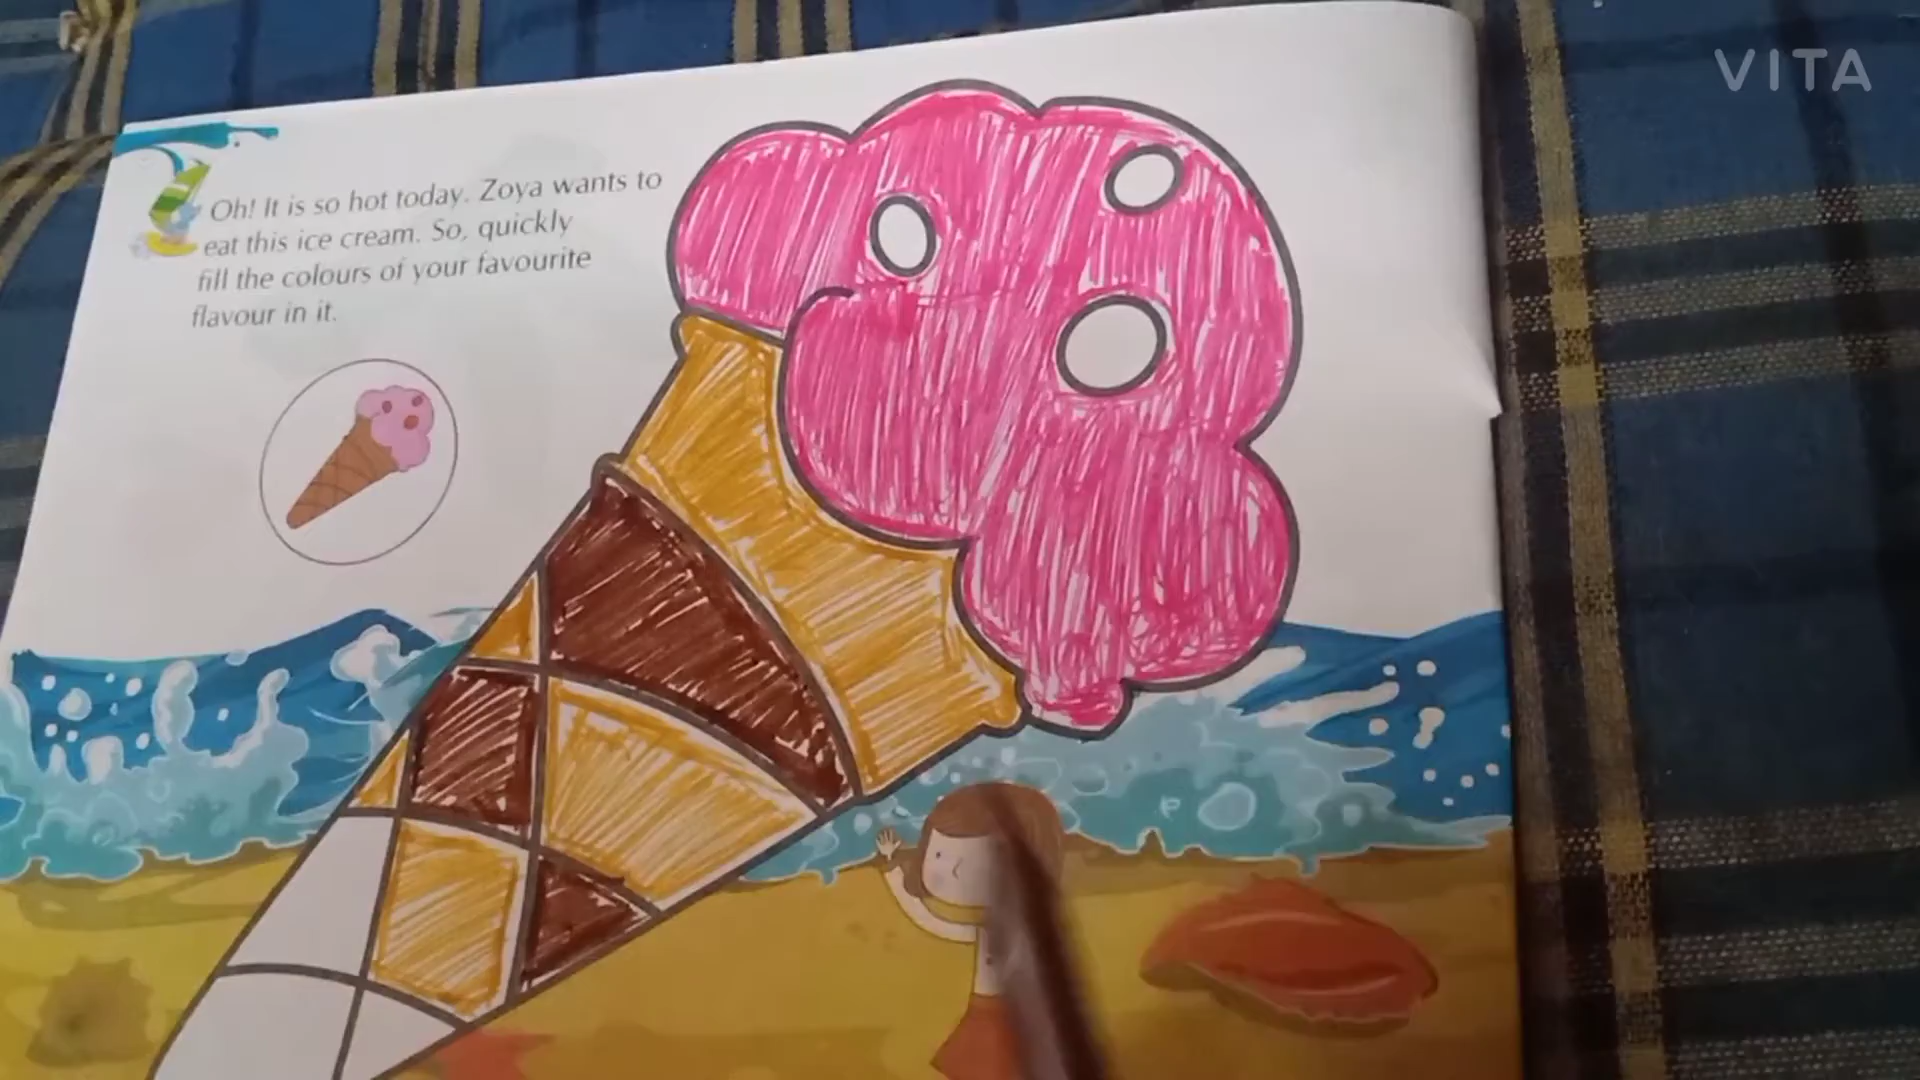 VITA
Oh! It is so hot today. Zoya wants to
eat this ice cream. So, quickly
fill the colours of your favourite
flavour in it.